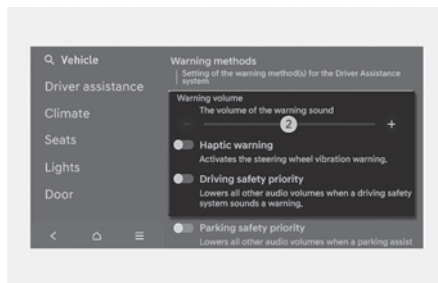 Vehicle
Driver assistance
Climate
Seats
Lights
Door
Warning methods
Setting of the warning method(s) for the Driver Assistance
system
Warning volume
The volume of the warning sound
- 2 +
Haptic warning
Activates the steering wheel vibration warning.
Driving safety priority
Lowers all other audio volumes when a driving safety
system sounds a warning.
Parking safety priority
Lowers all other audio volumes when a parking assist